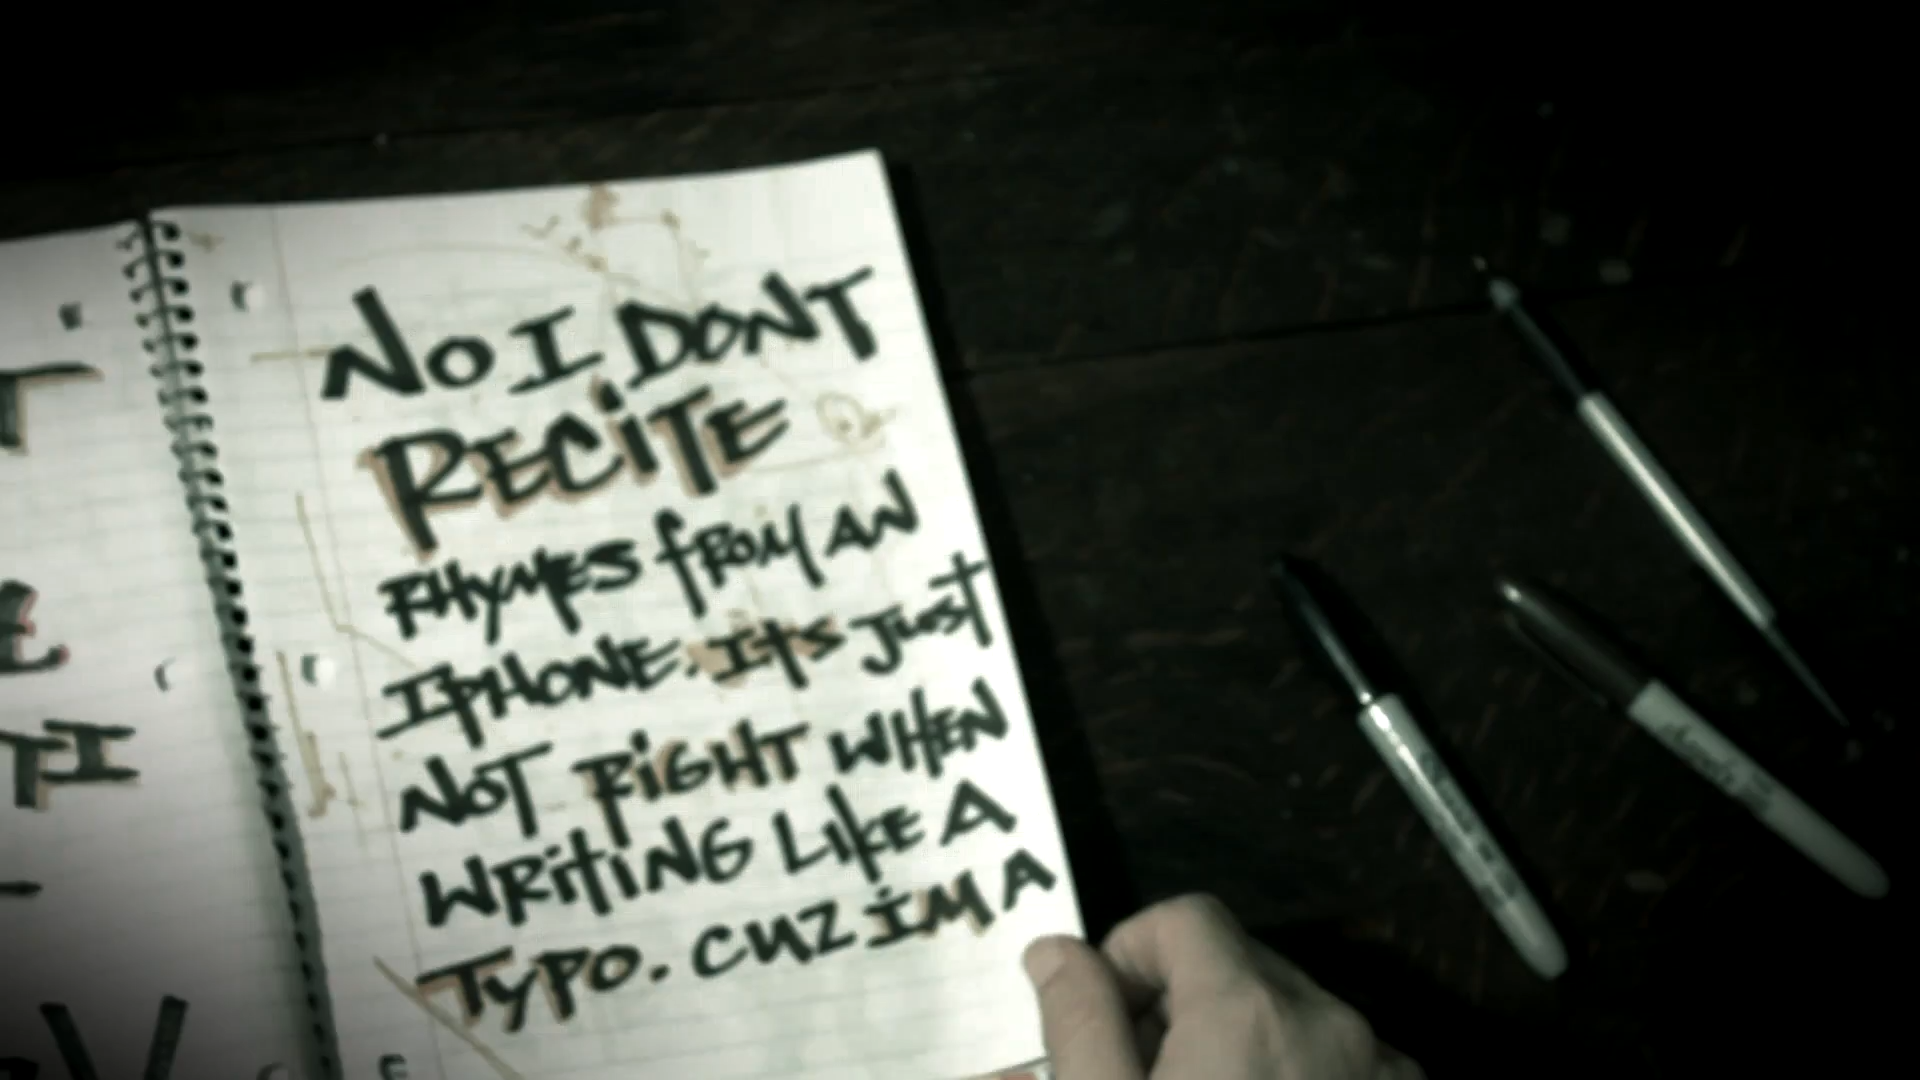 NO I DONT
RECiTE
RHYMES fROM AN
IPHONE. It's Just
NOT RiGHT WHEN
WRitiNG LiKE A
TYPO. CUZ iM A